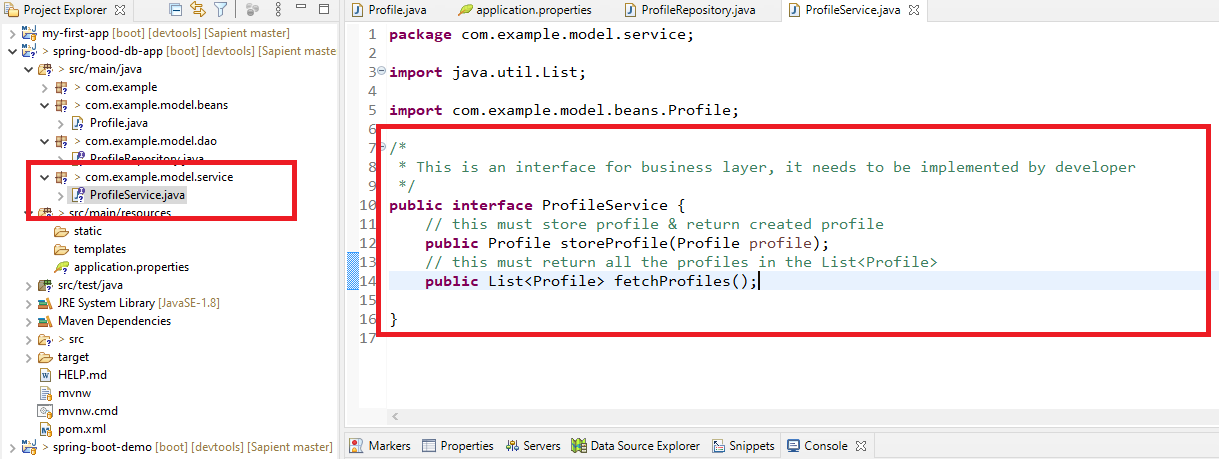 Project Explorer
my-first-app [boot] [devtools] [Sapient master]
> spring-bood-db-app [boot] [devtools] [Sapient ma
> src/main/java
> com.example
> com.example.model.beans
> Profile.java
> com.example.model.dao
> ProfileRepository.java
> com.example.model.service
ProfileService.java
> src/main/resources
static
templates
application.properties
src/test/java
JRE System Library [JavaSE-1.8]
Maven Dependencies
> src
target
HELP.md
mvnw
mvnw.cmd
pom.xml
> spring-boot-demo [boot] [devtools] [Sapient master]
Profile.java application.properties ProfileRepository.java ProfileService.java
1 package com.example.model.service;
2
3 import java.util.List;
4
5 import com.example.model.beans.Profile;
6
7 /*
8 * This is an interface for business layer, it needs to be implemented by developer
9 */
10 public interface ProfileService {
11 // this must store profile & return created profile
12 public Profile storeProfile(Profile profile);
13 // this must return all the profiles in the List<Profile>
14 public List<Profile> fetchProfiles();
15
16 }
17
Markers Properties Servers Data Source Explorer Snippets Console